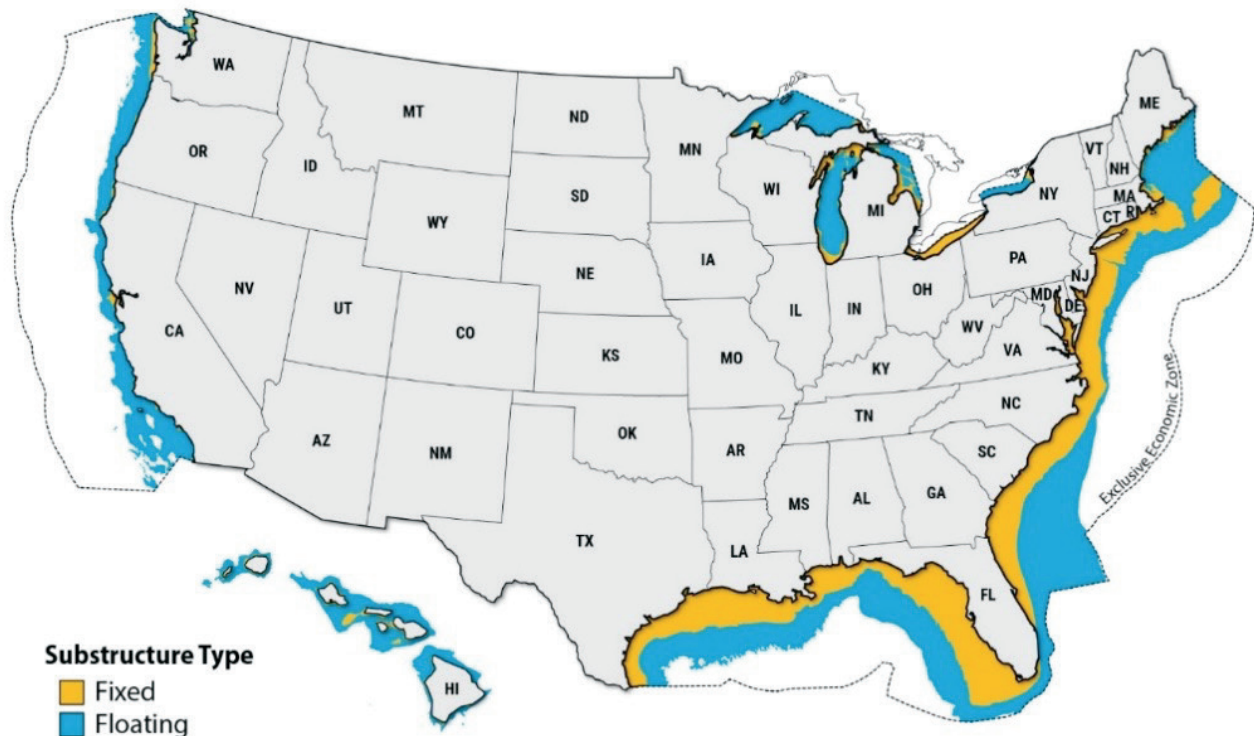 WA
MT
ND
MN
ME
OR
ID
SD
WI
MI
VT
NH
NY
MA
CT
RI
WY
IA
PA
NJ
NE
NV
UT
CO
IL
IN
OH
MD
DE
WV
VA
CA
KS
MO
KY
NC
TN
AZ
NM
OK
AR
SC
MS
AL
GA
TX
LA
FL
HI
Exclusive Economic Zone
Substructure Type
Fixed
Floating